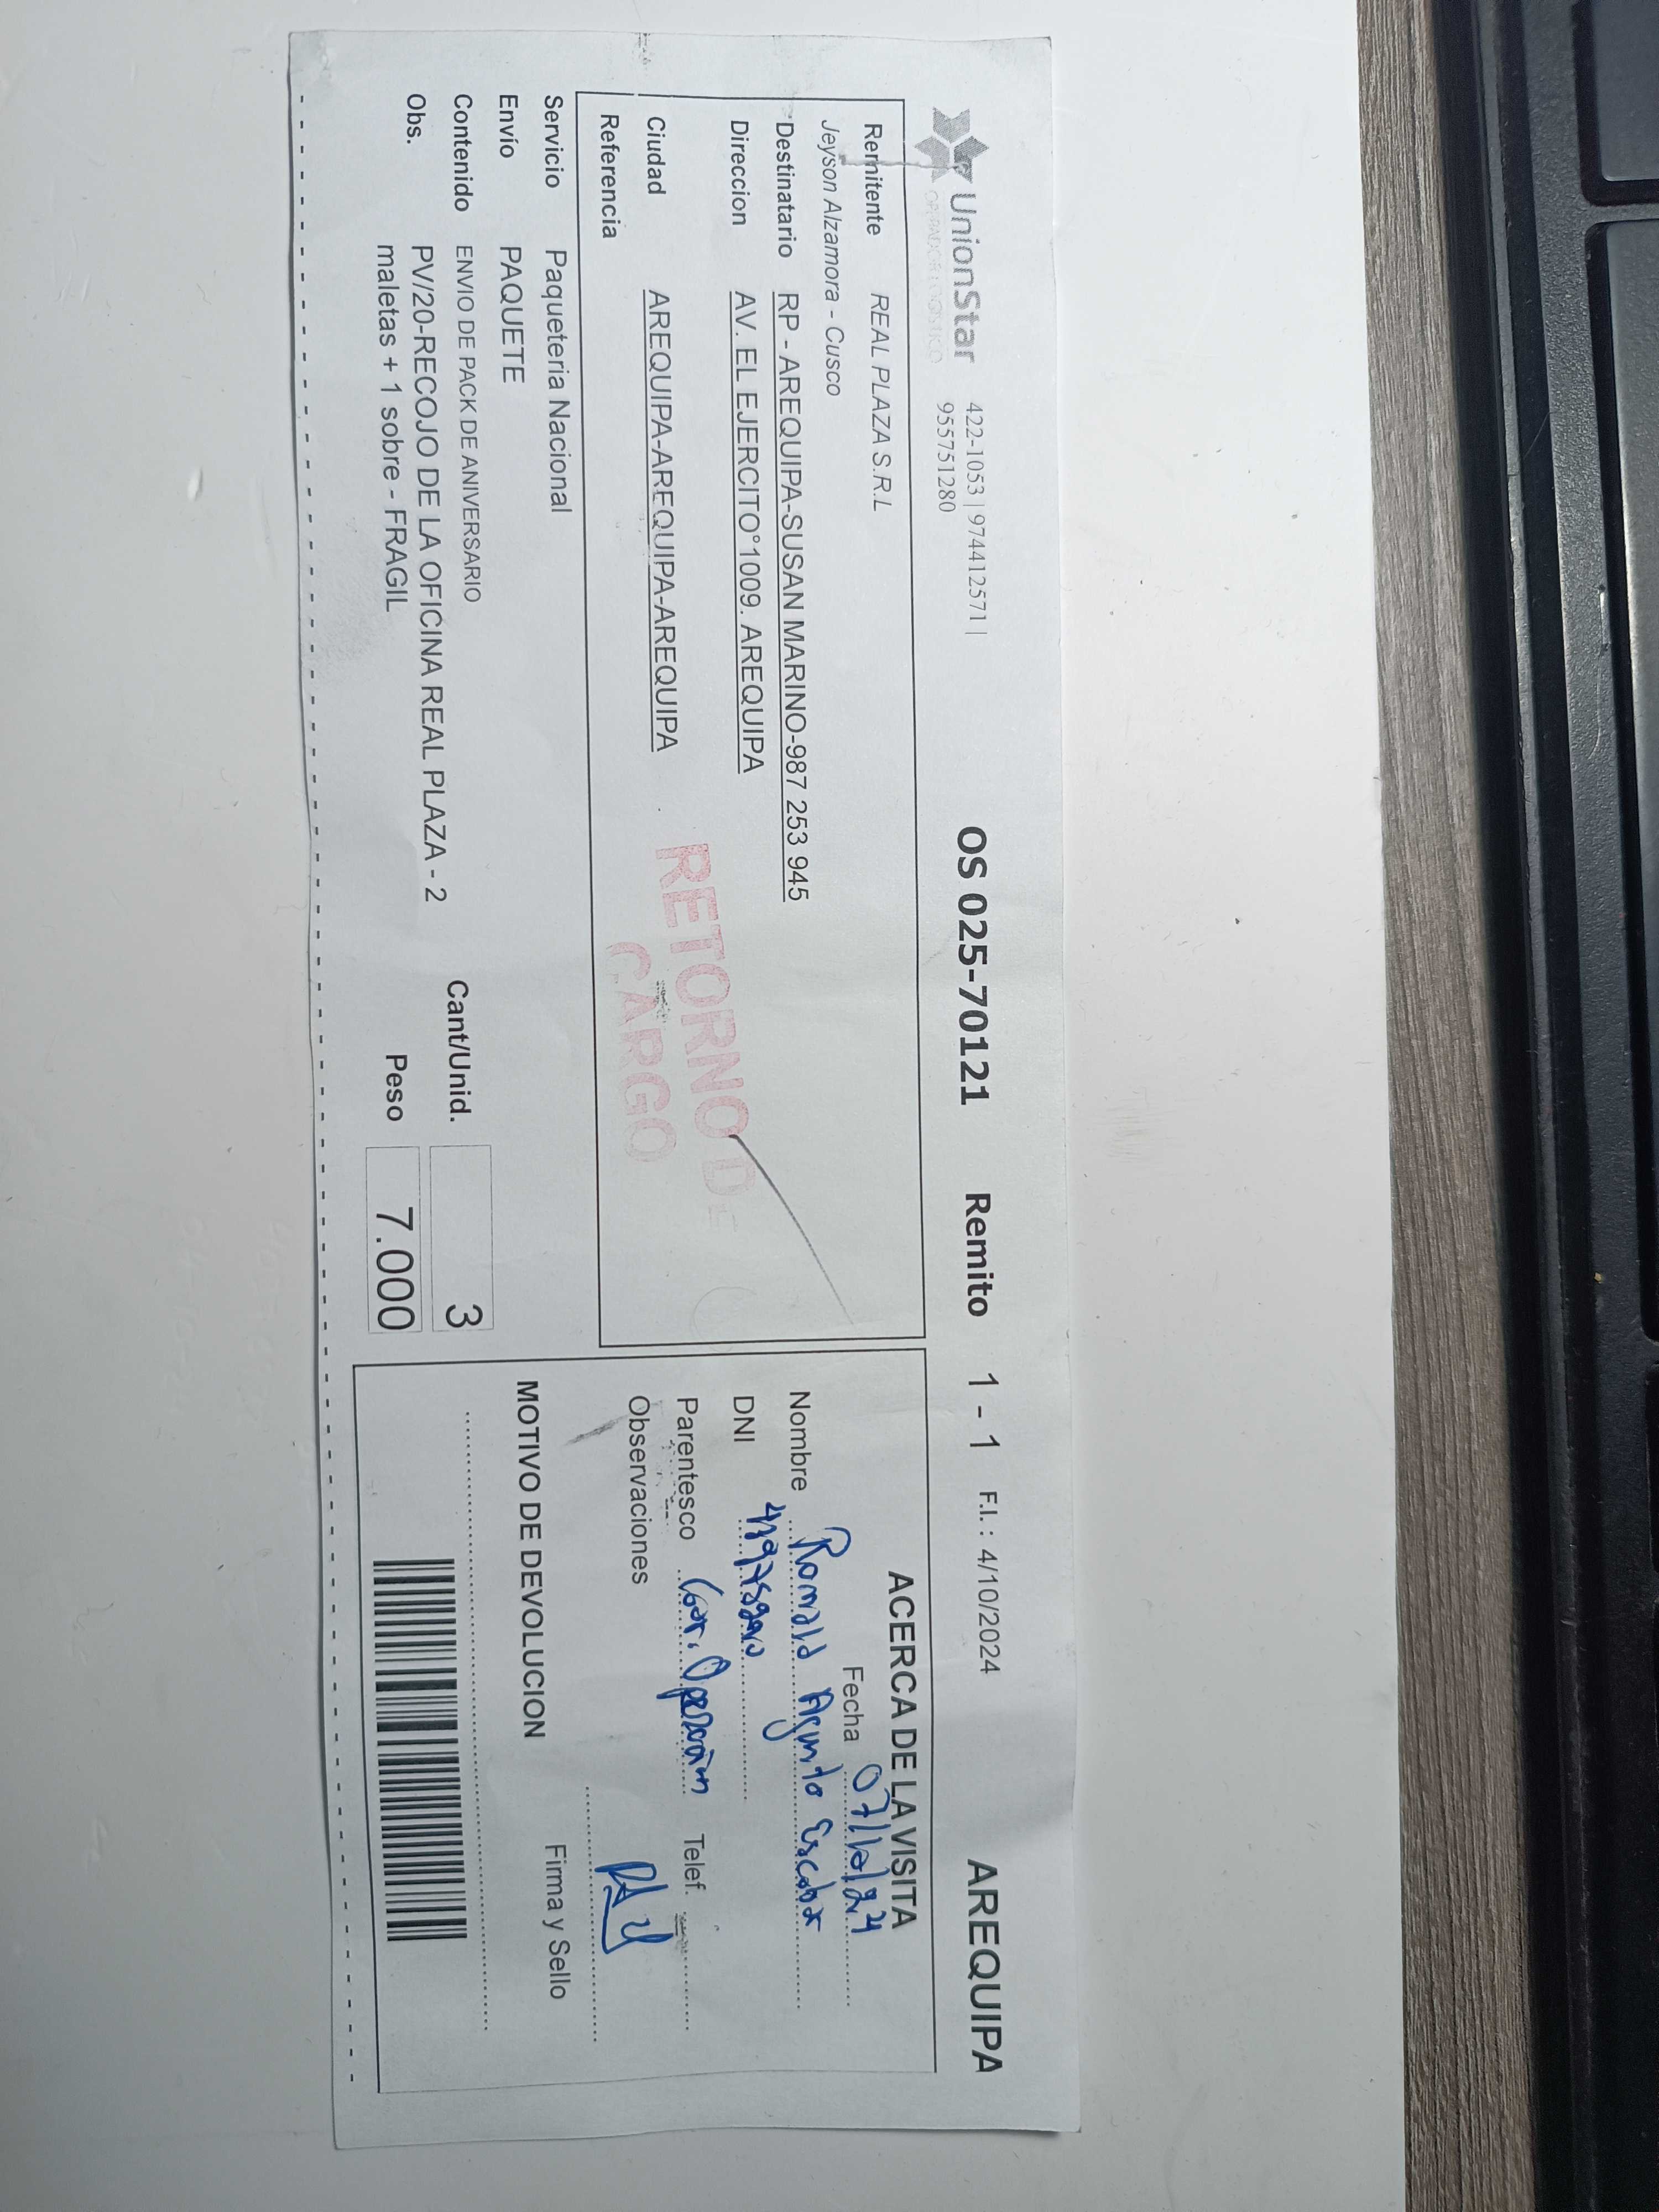 UnionStar
OPERADOR LOGISTICO
422-1053 | 974412571 |
955751280
OS 025-70121 Remito 1 - 1 F.I. : 4/10/2024 AREQUIPA
Remitente REAL PLAZA S.R.L
Jeyson Alzamora - Cusco
Destinatario RP - AREQUIPA-SUSAN MARINO-987 253 945
Direccion AV. EL EJERCITO°1009. AREQUIPA
Ciudad AREQUIPA-AREQUIPA-AREQUIPA
Referencia
RETORNO DE
CARGO
Servicio Paqueteria Nacional
Envío PAQUETE
Contenido ENVIO DE PACK DE ANIVERSARIO
Obs. PV/20-RECOJO DE LA OFICINA REAL PLAZA - 2
maletas + 1 sobre - FRAGIL
Cant/Unid. 3
Peso 7.000
ACERCA DE LA VISITA
Fecha 07/10/24
Nombre Ronald Agurto Escobar
DNI
Parentesco Operación Telef.
Observaciones
Firma y Sello
MOTIVO DE DEVOLUCION